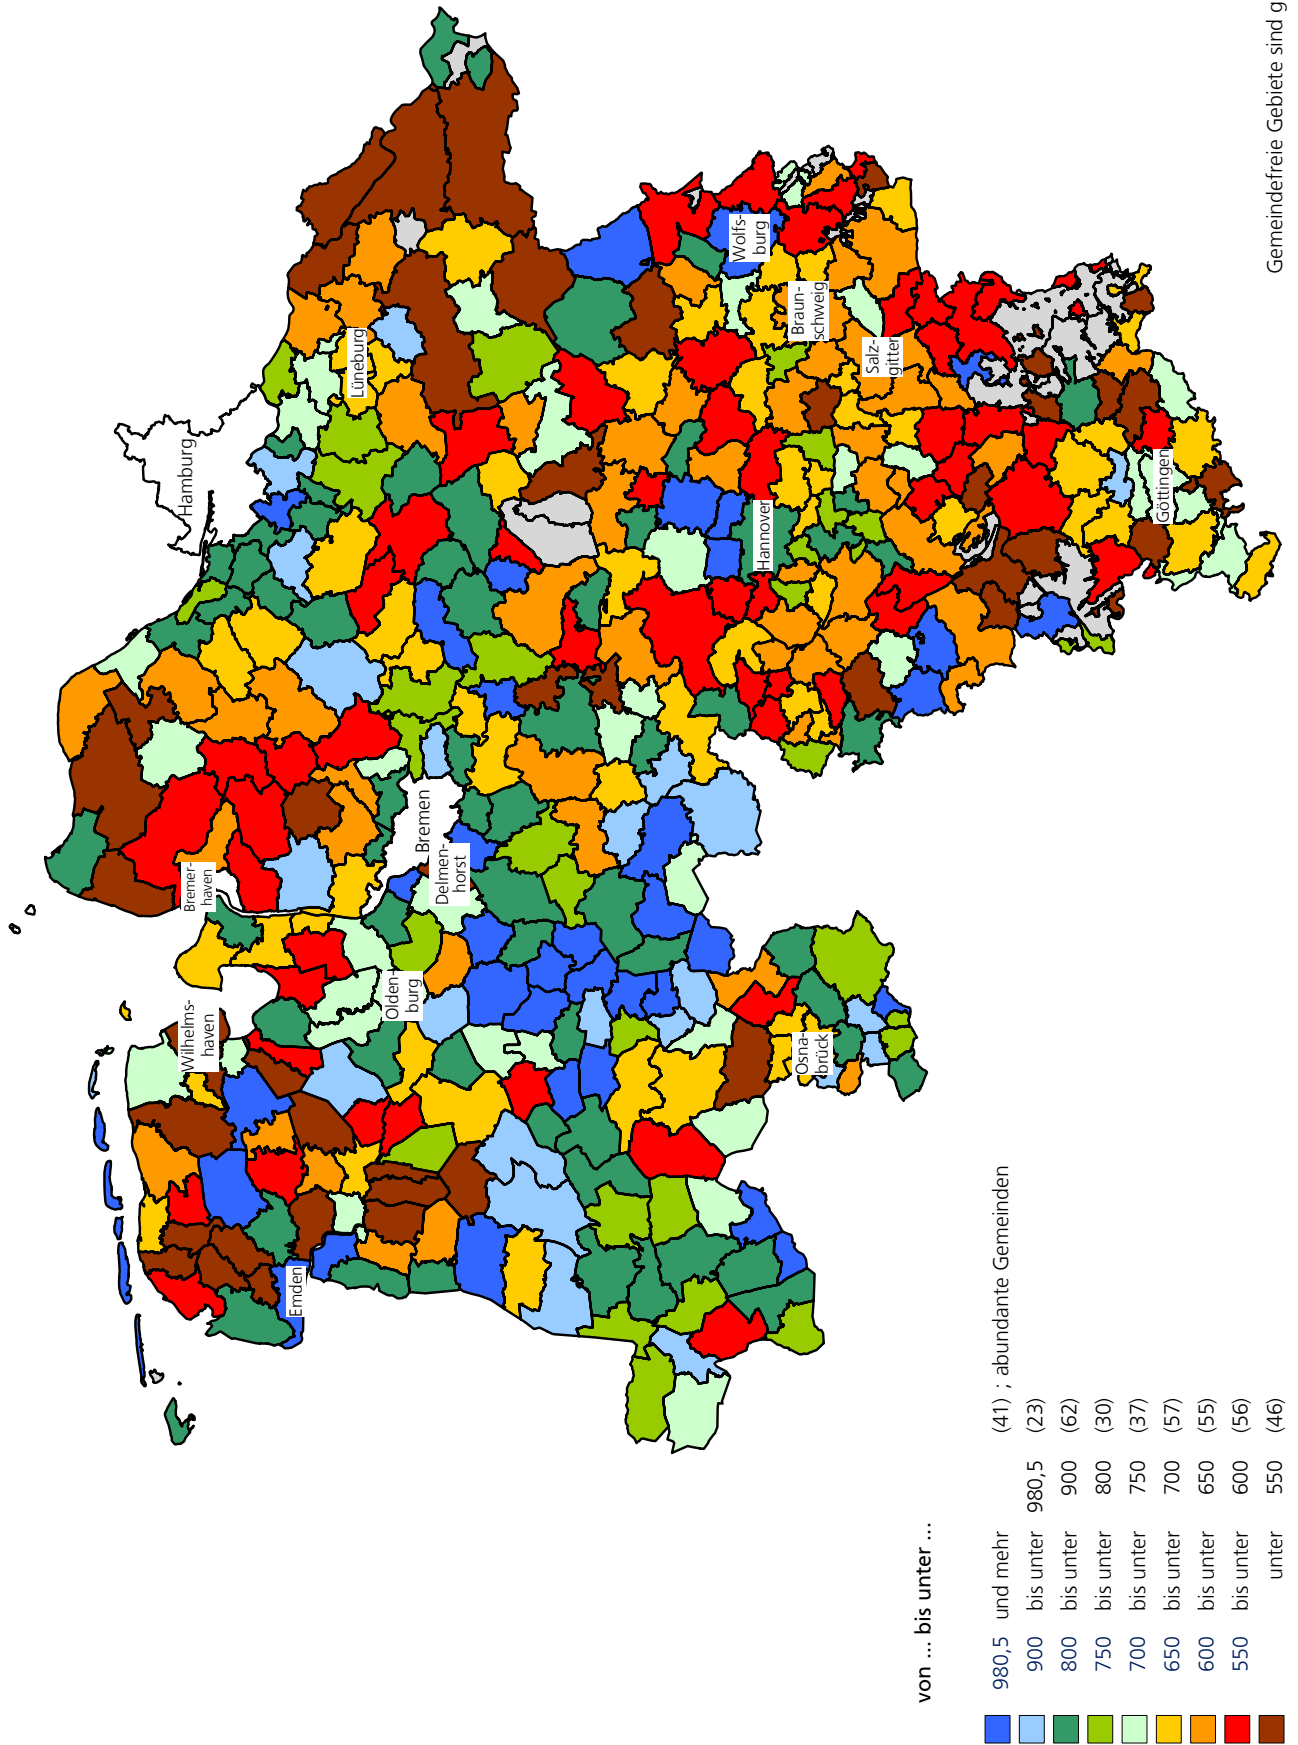 Hamburg
Lüneburg
Bremer-
haven
Bremen
Delmen-
horst
Wilhelms-
haven
Olden-
burg
Emden
Wolfs-
burg
Braun-
schweig
Salz-
gitter
Hannover
Göttingen
Osna-
brück
von ... bis unter ...
980,5 und mehr (41) ; abundante Gemeinden
900 bis unter 980,5 (23)
800 bis unter 900 (62)
750 bis unter 800 (30)
700 bis unter 750 (37)
650 bis unter 700 (57)
600 bis unter 650 (55)
550 bis unter 600 (56)
unter 550 (46)
Gemeindefreie Gebiete sind g